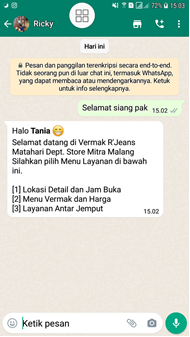 72% 15.03
Ricky
Hari ini
Pesan dan panggilan terenkripsi secara end-to-end.
Tidak seorang pun di luar chat ini, termasuk WhatsApp,
yang dapat membaca atau mendengarkannya. Ketuk
untuk info selengkapnya.
Selamat siang pak
15.02
Halo Tania😁
Selamat datang di Vermak R'Jeans
Matahari Dept. Store Mitra Malang
Silahkan pilih Menu Layanan di bawah
ini.
[1] Lokasi Detail dan Jam Buka
[2] Menu Vermak dan Harga
[3] Layanan Antar Jemput
15.02
Ketik pesan